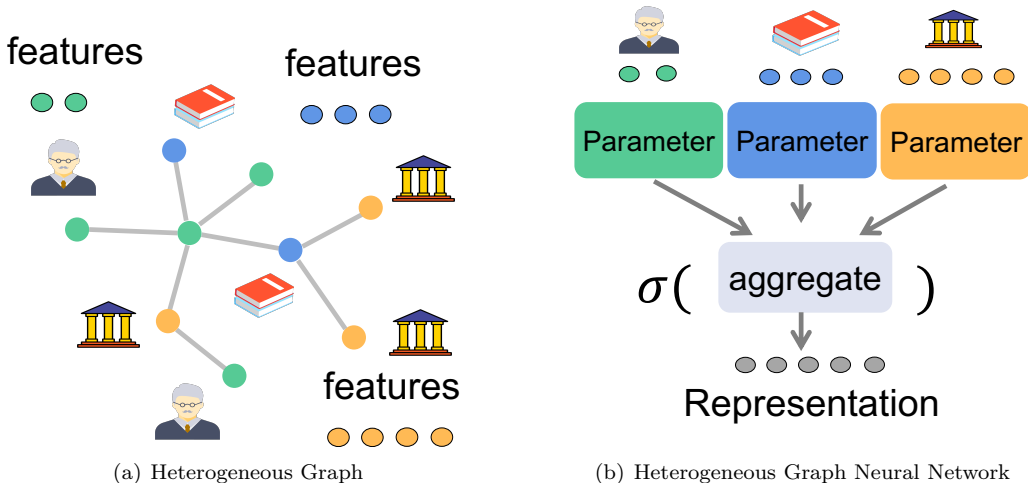 features
features
features
(a) Heterogeneous Graph
Parameter
Parameter
Parameter
σ( aggregate )
Representation
(b) Heterogeneous Graph Neural Network